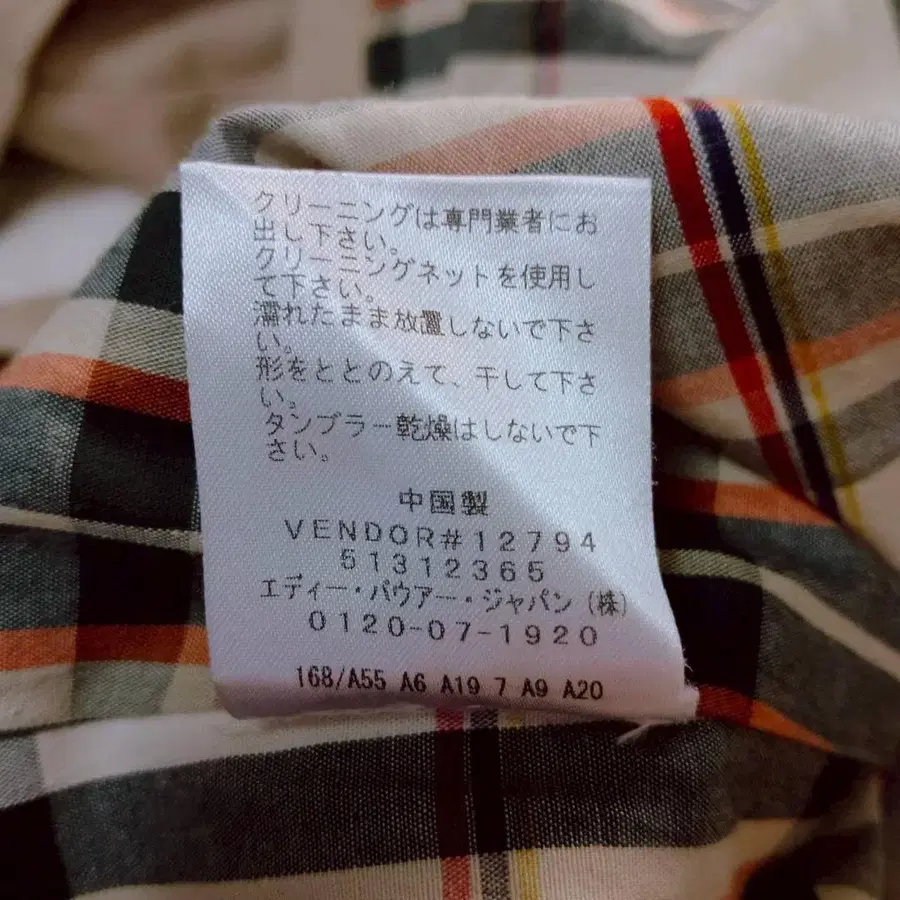 クリーニングは専門業者にお
出し下さい。
クリーニングネットを使用し
て下さい。
濡れたまま放置しないで下さ
い。
形をととのえて、干して下さ
い。
タンブラー乾燥はしないで下
さい。
中国製
VENDOR#12794
51312365
エディー・バウアー・ジャパン(株)
0120-07-1920
168/A55 A6 A19 7 A9 A20